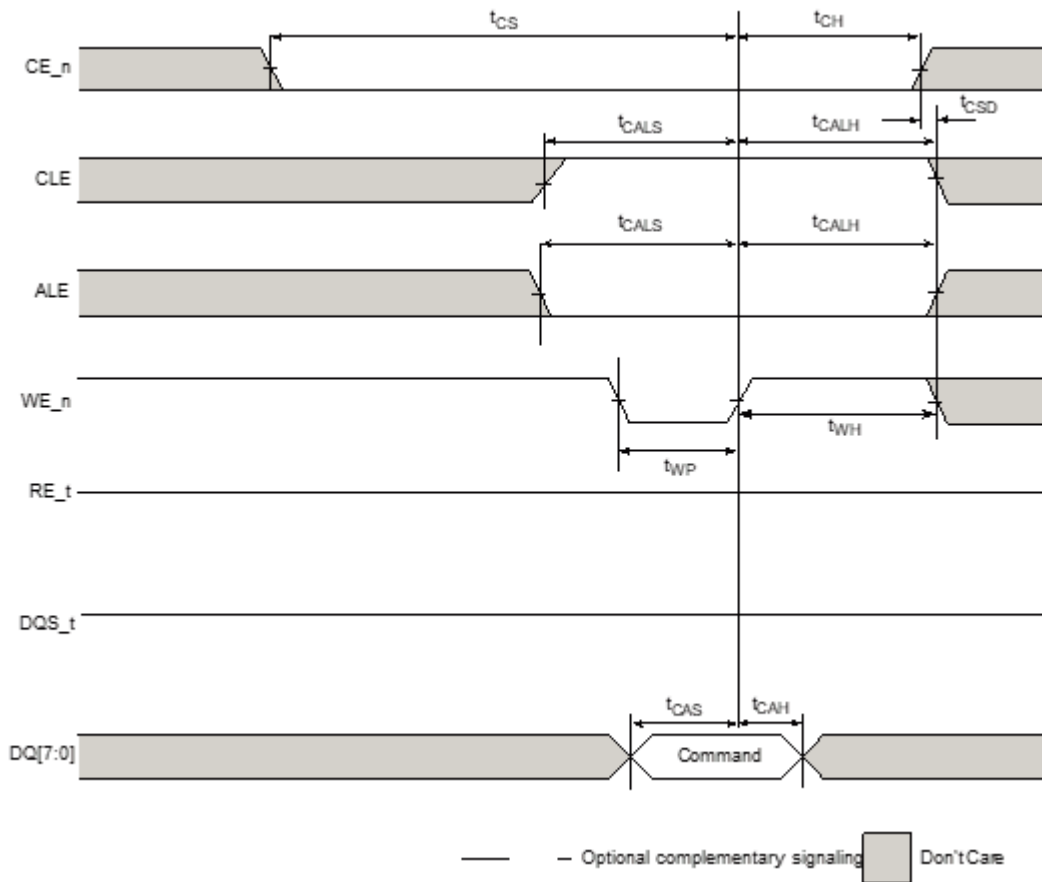 tCS tCH
CE_n
tCSD
tCALS tCALH
CLE
tCALS tCALH
ALE
WE_n
tWH
tWP
RE_t
DQS_t
tCAS tCAH
DQ[7:0] Command
Optional complementary signaling Don't Care